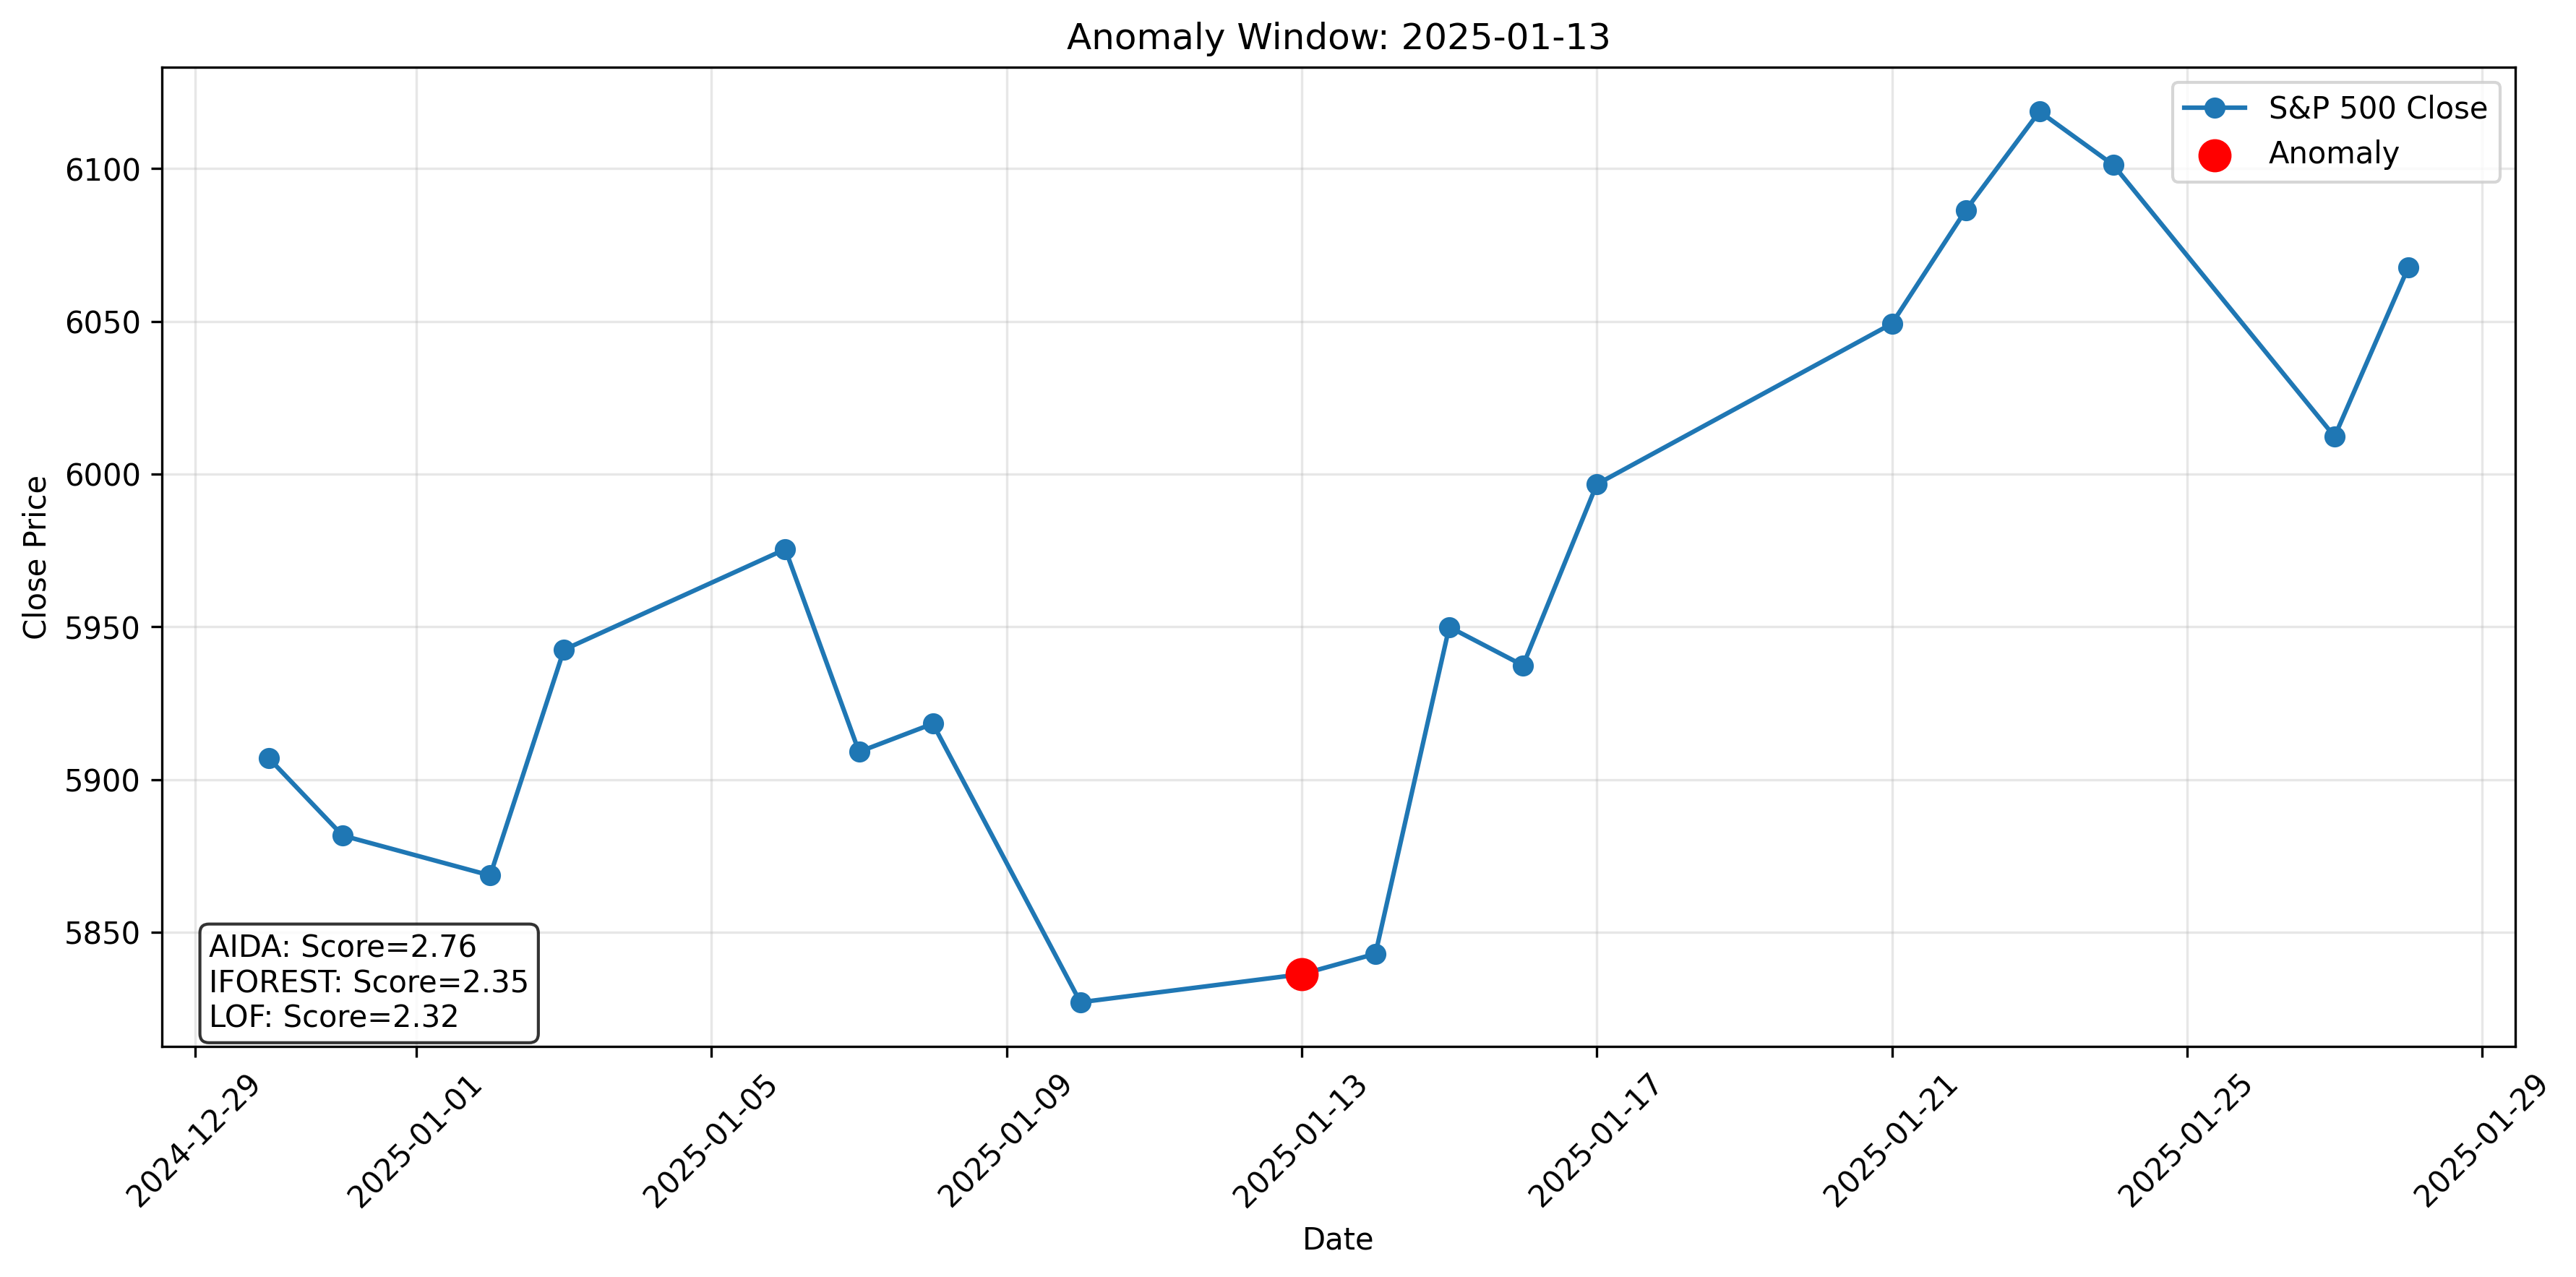 Anomaly Window: 2025-01-13
S&P 500 Close
Anomaly
6100
6050
6000
5950
5900
5850
Close Price
AIDA: Score=2.76
IFOREST: Score=2.35
LOF: Score=2.32
2024-12-29
2025-01-01
2025-01-05
2025-01-09
2025-01-13
2025-01-17
2025-01-21
2025-01-25
2025-01-29
Date